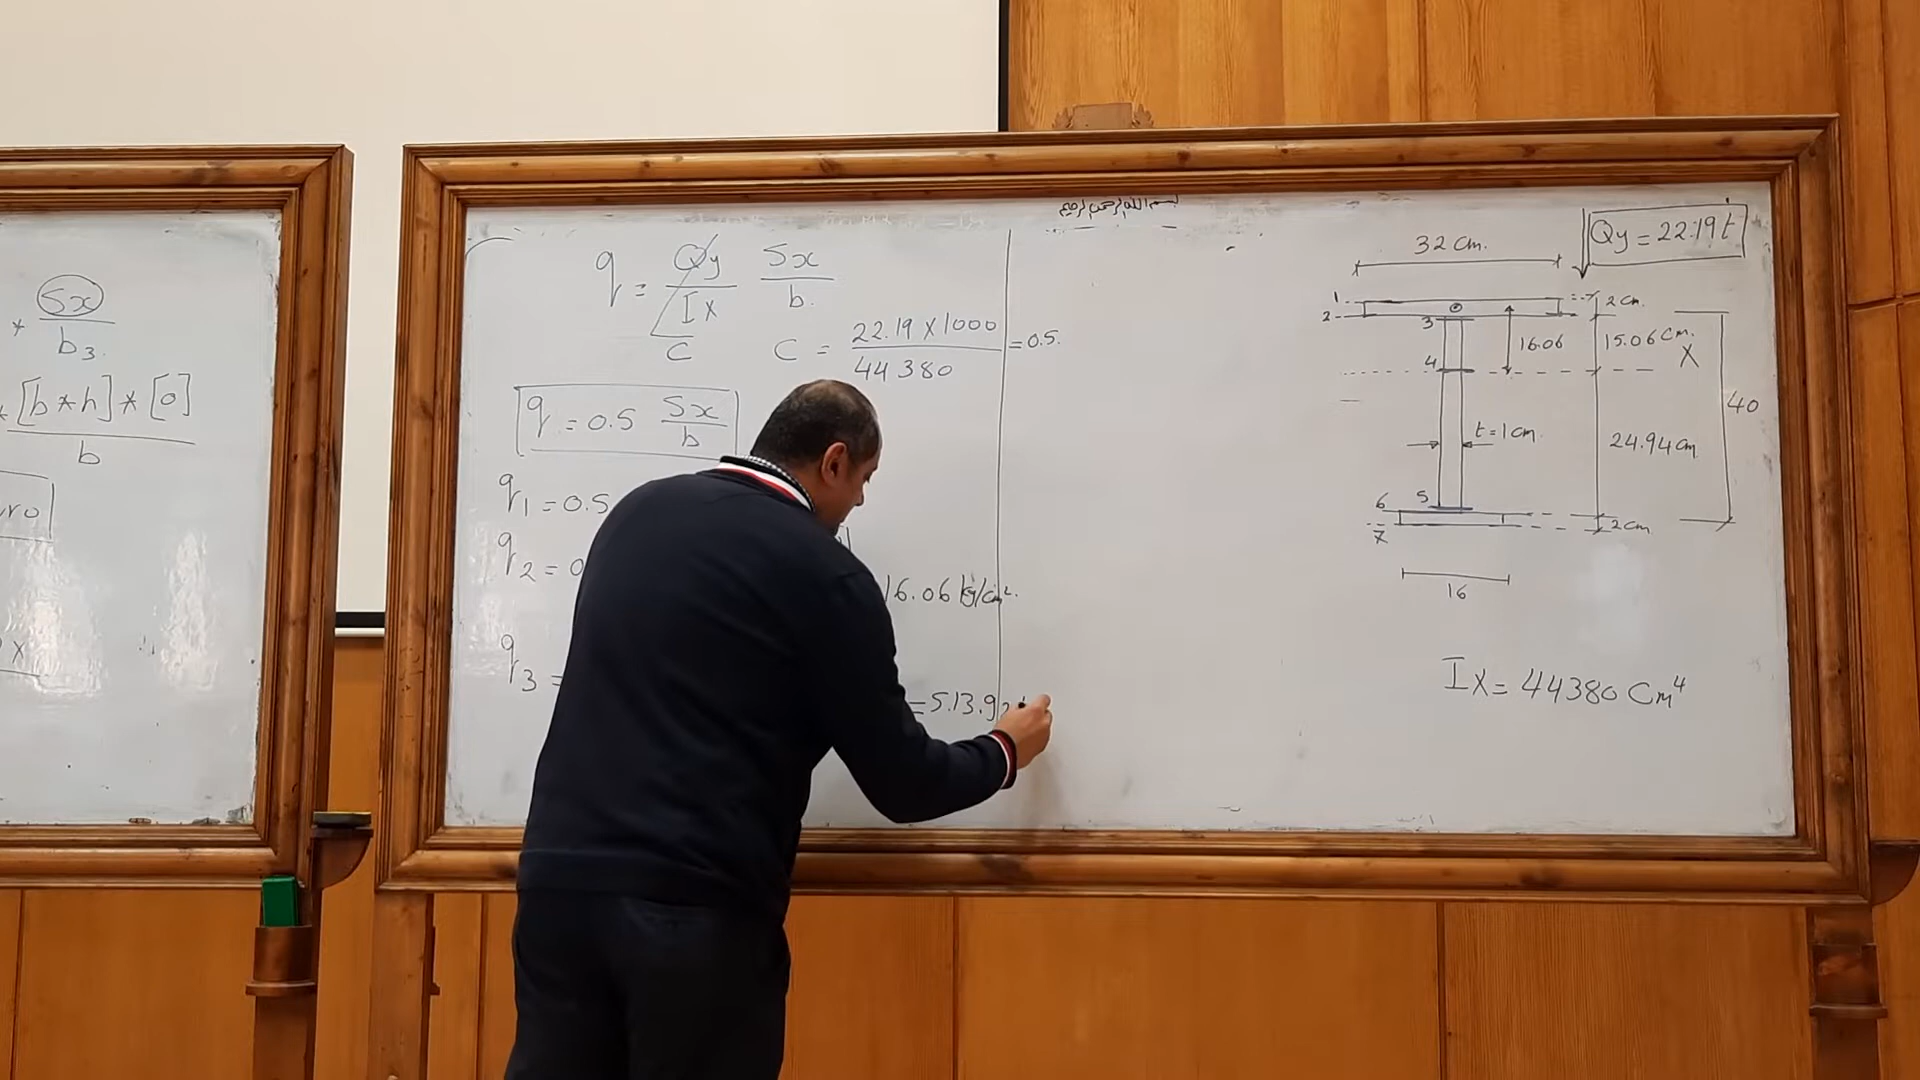 * Sx
b3.
* [b*h] * [0]
b
بسم الله الرحمن الرحيم
q = Qy Sx
Ix b.
C
C = 22.19 X 1000 = 0.5.
44380
q = 0.5 Sx
b
q1 = 0.5
q2 = 0
16.06 kg/cm².
q3 =
= 513.9
32 cm.
Qy = 22.19 t
1
2
2 cm.
3
4
16.06
15.06 cm.
X
40
t = 1 cm.
24.94 cm
6
5
7
2 cm
16
Ix = 44380 Cm⁴